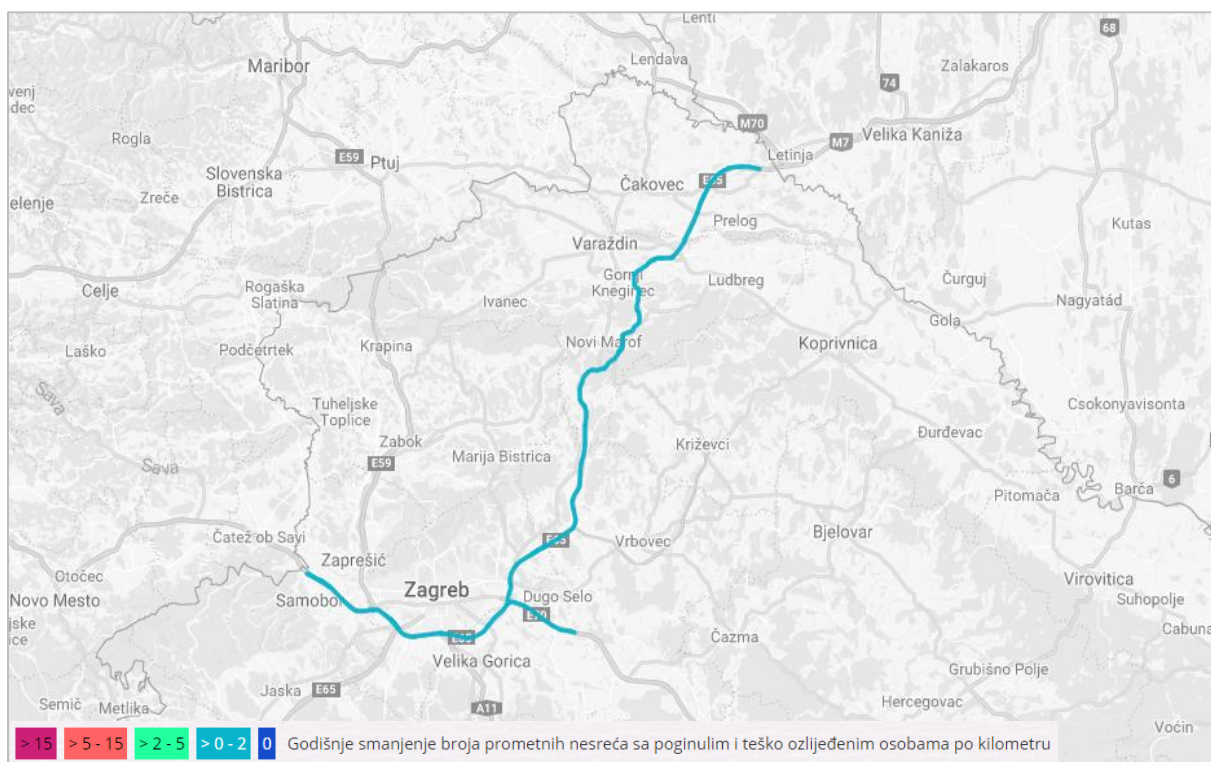 Lenti
68
Maribor
Lendava
Zalakaros
74
Rogla
M70
M7
Velika Kaniža
E59
Ptuj
Letinja
Slovenska
Bistrica
Čakovec
Zreče
elenje
Prelog
Kutas
Varaždin
Celje
Rogaška
Slatina
Gornji
Kneginec
Ludbreg
Čurguj
Ivanec
Nagyatád
Gola
Laško
Podčetrtek
Krapina
Novi Marof
Koprivnica
Sava
Tuheljske
Toplice
Csokonyavisonta
Zabok
Križevci
Đurđevac
Sava
E59
Marija Bistrica
6
Pitomača
Barča
Čatež ob Savi
Bjelovar
Zaprešić
Vrbovec
Otočec
Virovitica
Novo Mesto
Samobor
Zagreb
Dugo Selo
Suhopolje
E70
Čazma
Cabuna
Velika Gorica
Grubišno Polje
Jaska
E65
Semič
Metlika
A11
Hercegovac
Voćin
> 15 > 5 - 15 > 2 - 5 > 0 - 2 0 Godišnje smanjenje broja prometnih nesreća sa poginulim i teško ozlijeđenim osobama po kilometru